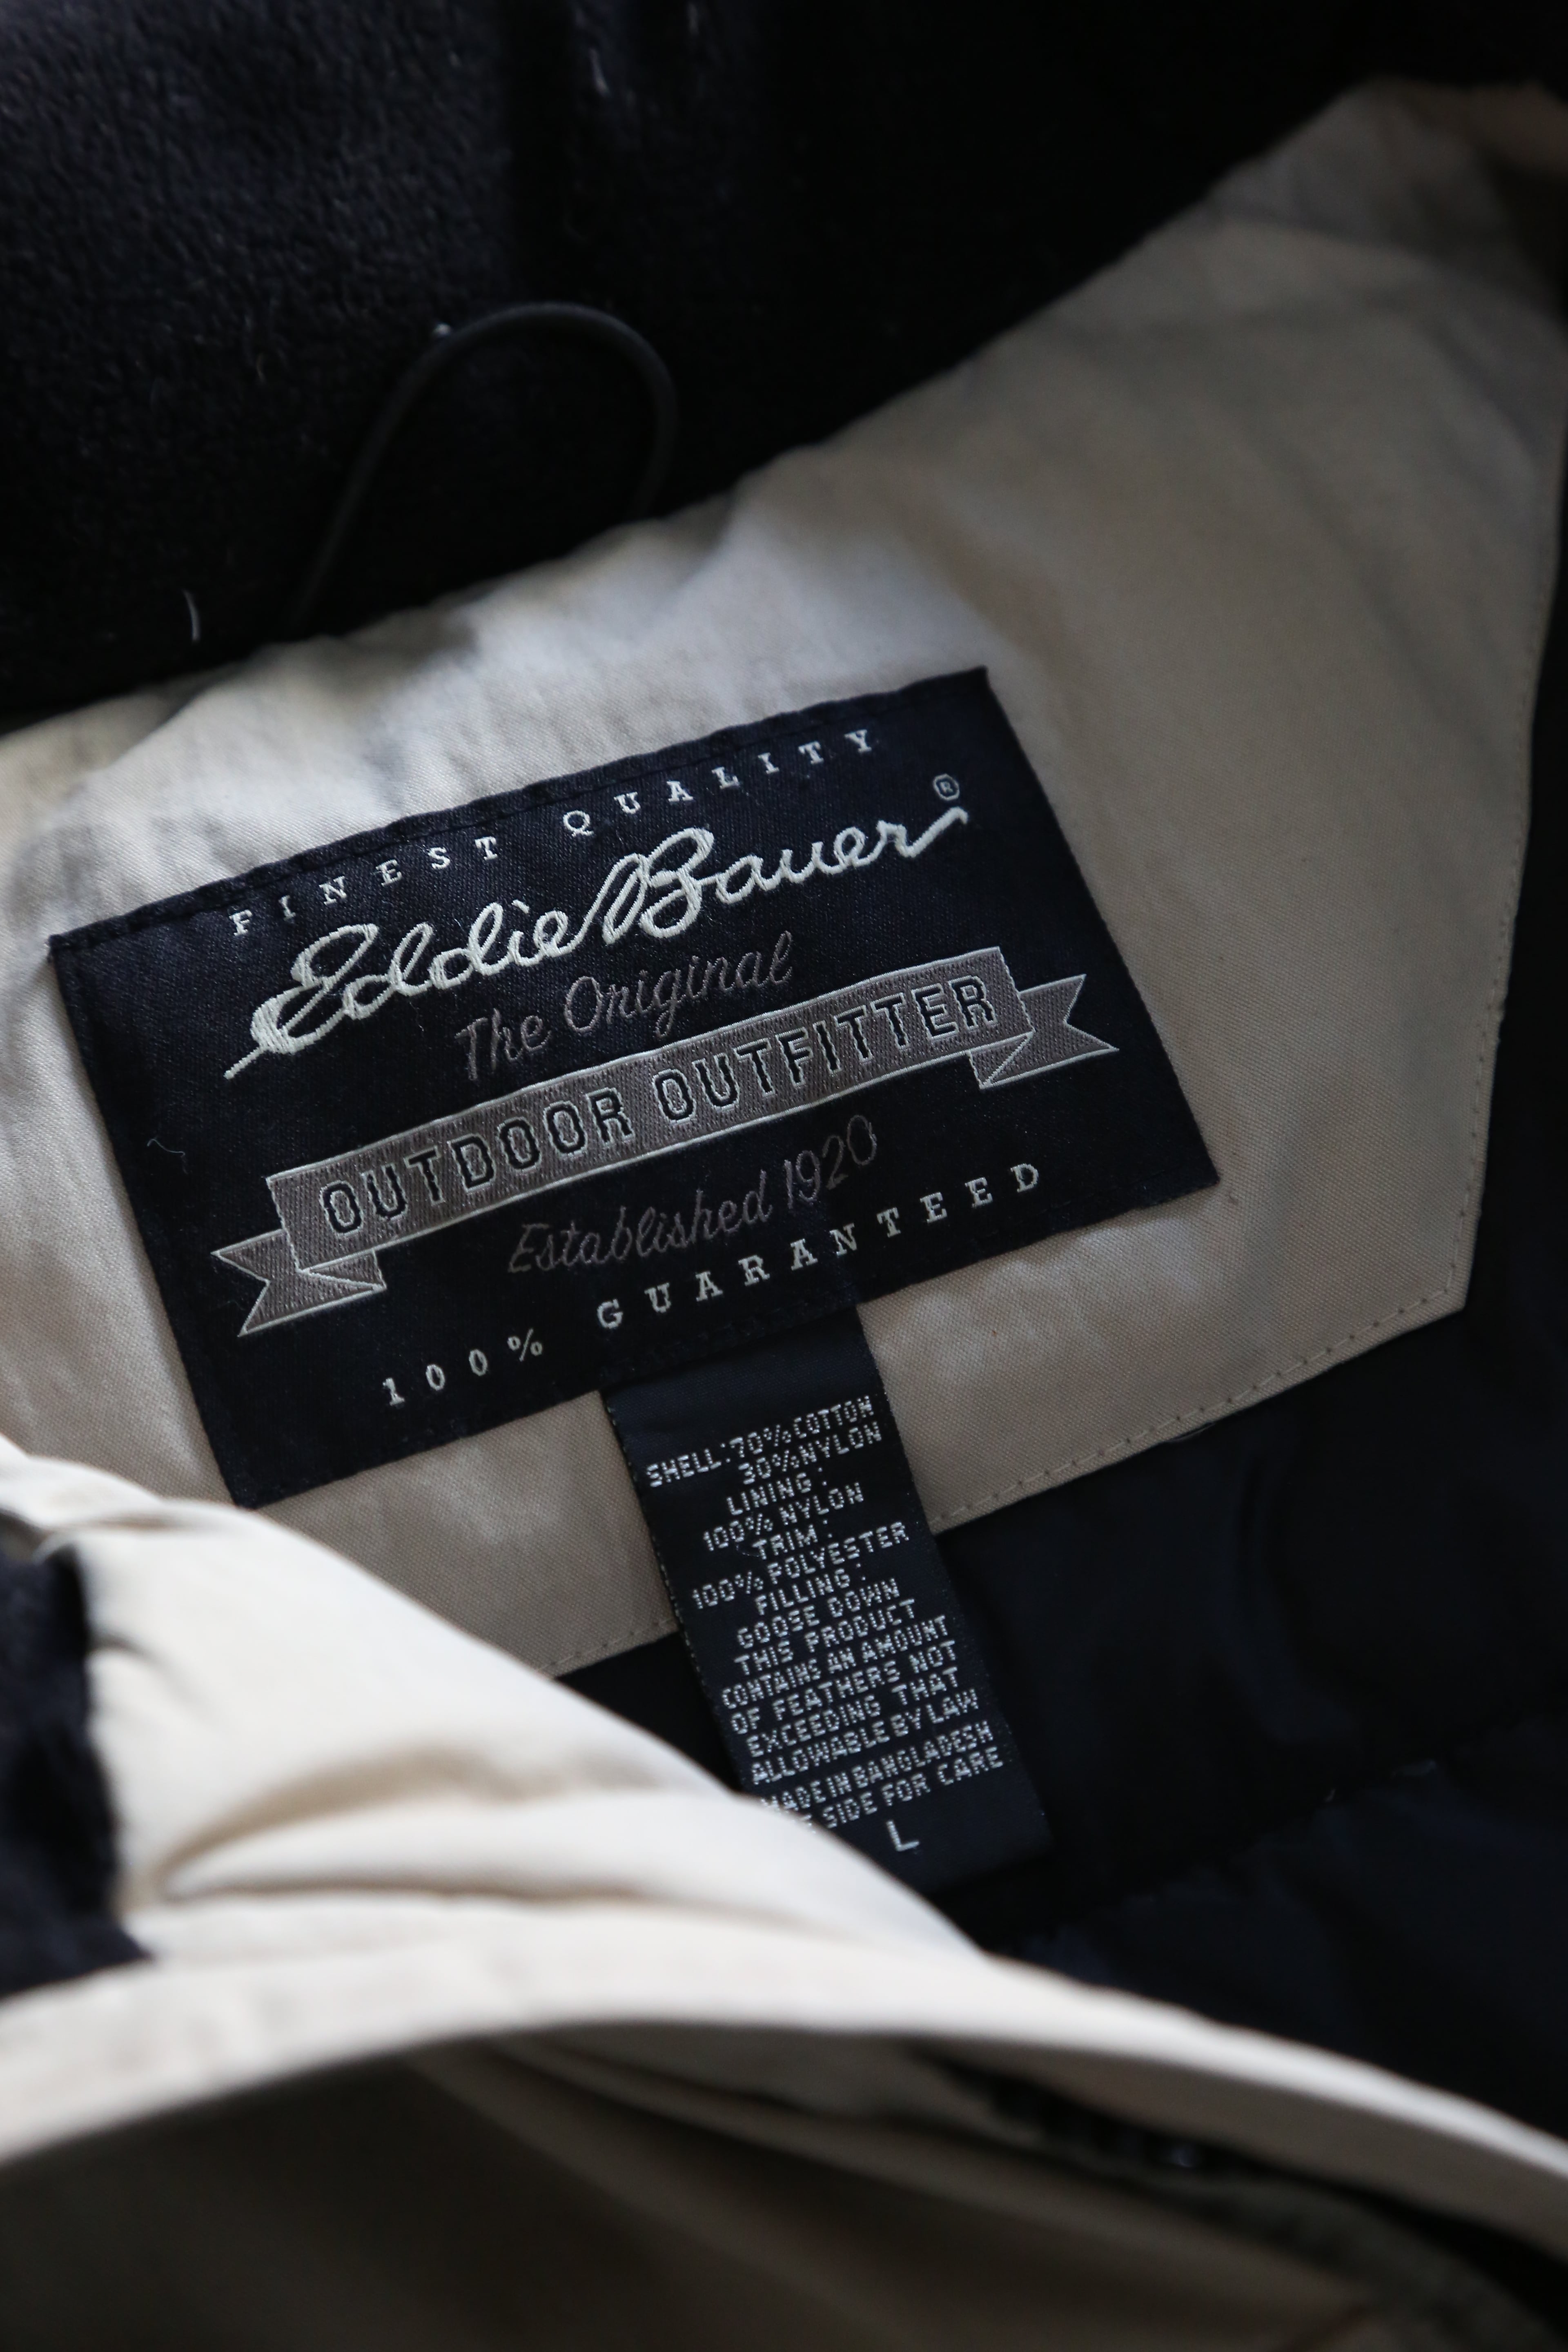 FINEST QUALITY
Eddie Bauer®
The Original
OUTDOOR OUTFITTER
Established 1920
100% GUARANTEED
SHELL:70%COTTON
30%NYLON
LINING:
100%NYLON
TRIM:
100%POLYESTER
FILLING:
GOOSE DOWN
THIS PRODUCT
CONTAINS AN AMOUNT
OF FEATHERS NOT
EXCEEDING THAT
ALLOWABLE BY LAW
MADE IN BANGLADESH
SIDE FOR CARE
L